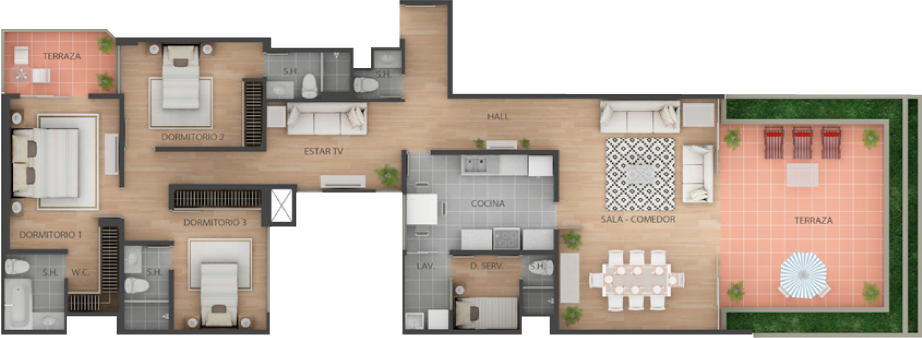 TERRAZA
DORMITORIO 2
S.H.
S.H.
ESTAR TV
HALL
DORMITORIO 1
DORMITORIO 3
COCINA
SALA - COMEDOR
TERRAZA
S.H.
W.C.
S.H.
LAV.
D. SERV.
S.H.